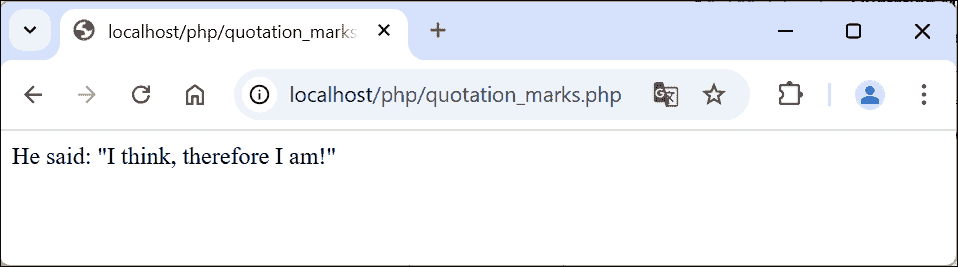 localhost/php/quotation_marks
localhost/php/quotation_marks.php
He said: "I think, therefore I am!"